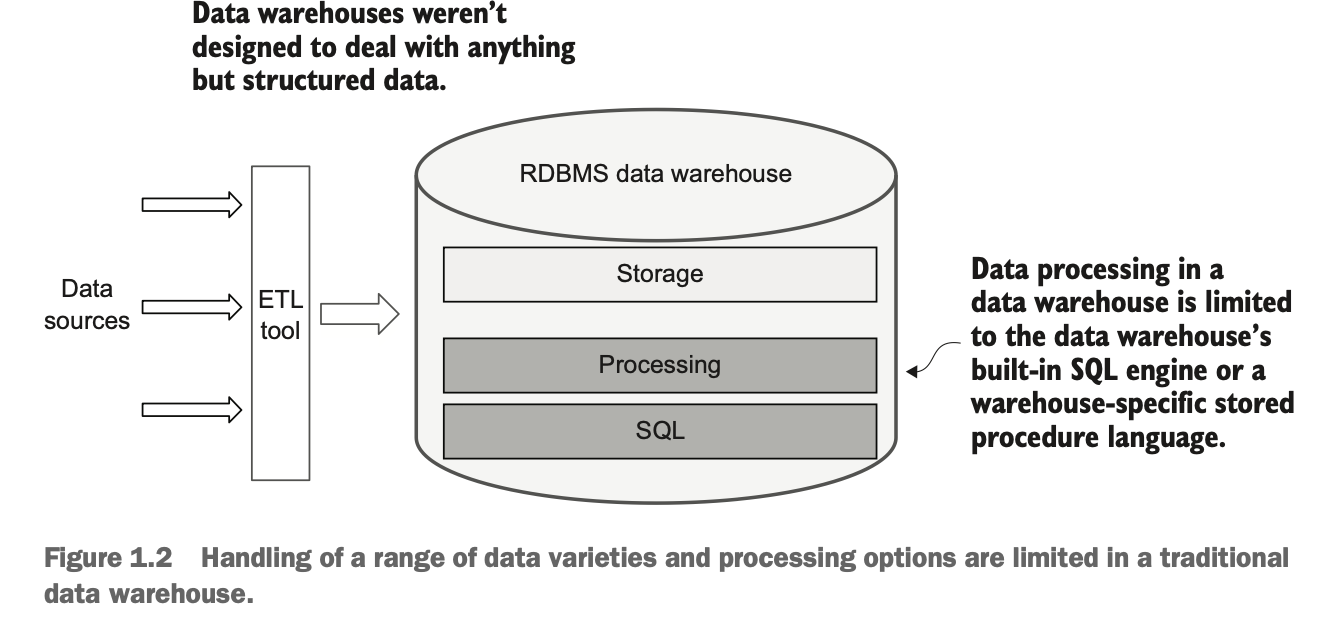 Data warehouses weren’t
designed to deal with anything
but structured data.
RDBMS data warehouse
Storage
Data
sources
ETL
tool
Processing
SQL
Data processing in a
data warehouse is limited
to the data warehouse’s
built-in SQL engine or a
warehouse-specific stored
procedure language.
Figure 1.2 Handling of a range of data varieties and processing options are limited in a traditional
data warehouse.